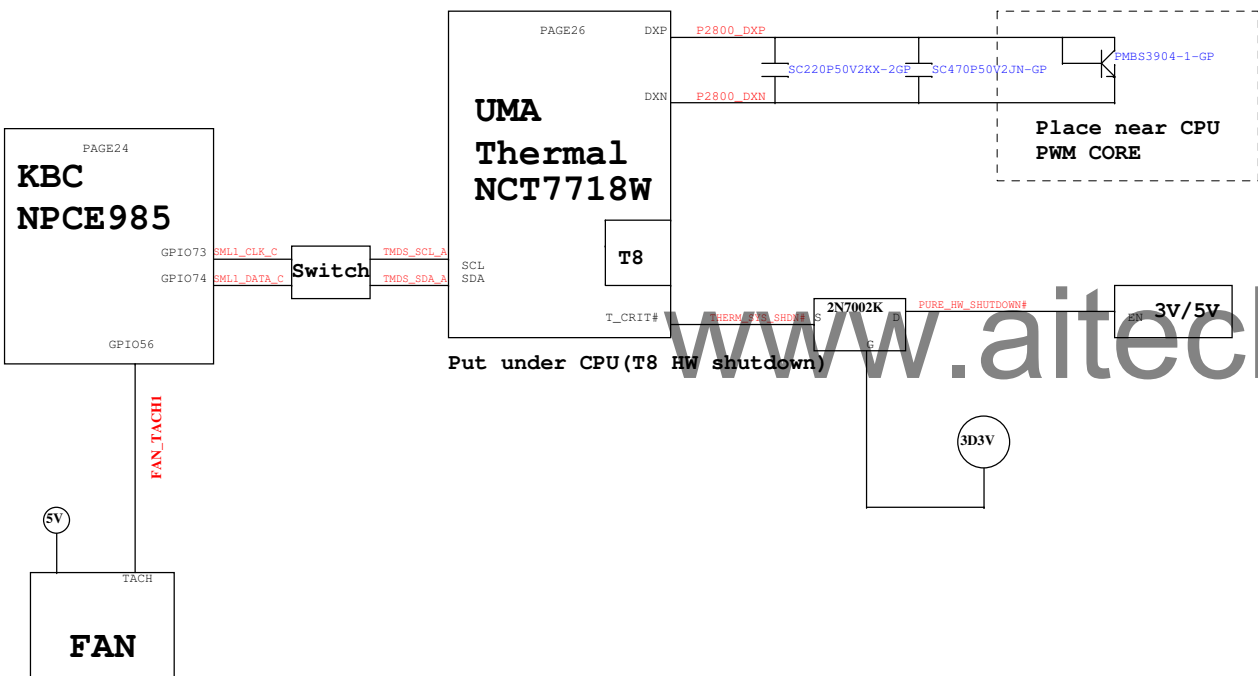 PAGE26
DXP
P2800_DXP
PMBS3904-1-GP
SC220P50V2KX-2GP
SC470P50V2JN-GP
DXN
P2800_DXN
UMA
Thermal
NCT7718W
Place near CPU
PWM CORE
PAGE24
KBC
NPCE985
GPIO73
SML1_CLK_C
TMDS_SCL_A
SCL
GPIO74
SML1_DATA_C
Switch
TMDS_SDA_A
SDA
T8
T_CRIT#
THERM_SYS_SHDN#
S
2N7002K
D
G
PURE_HW_SHUTDOWN#
EN
3V/5V
GPIO56
Put under CPU(T8 HW shutdown)
www.aitec
FAN_TACH1
3D3V
5V
TACH
FAN